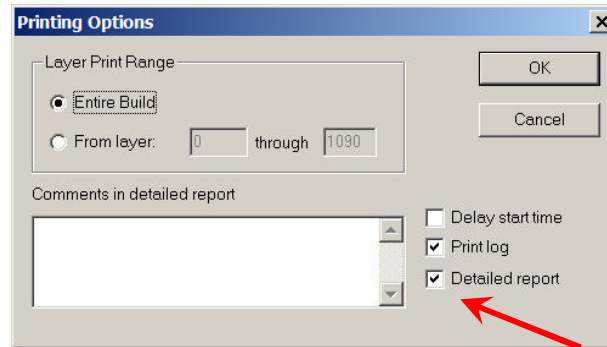 Printing Options
Layer Print Range
OK
Entire Build
Cancel
From layer: 0 through 1090
Comments in detailed report
Delay start time
Print log
Detailed report